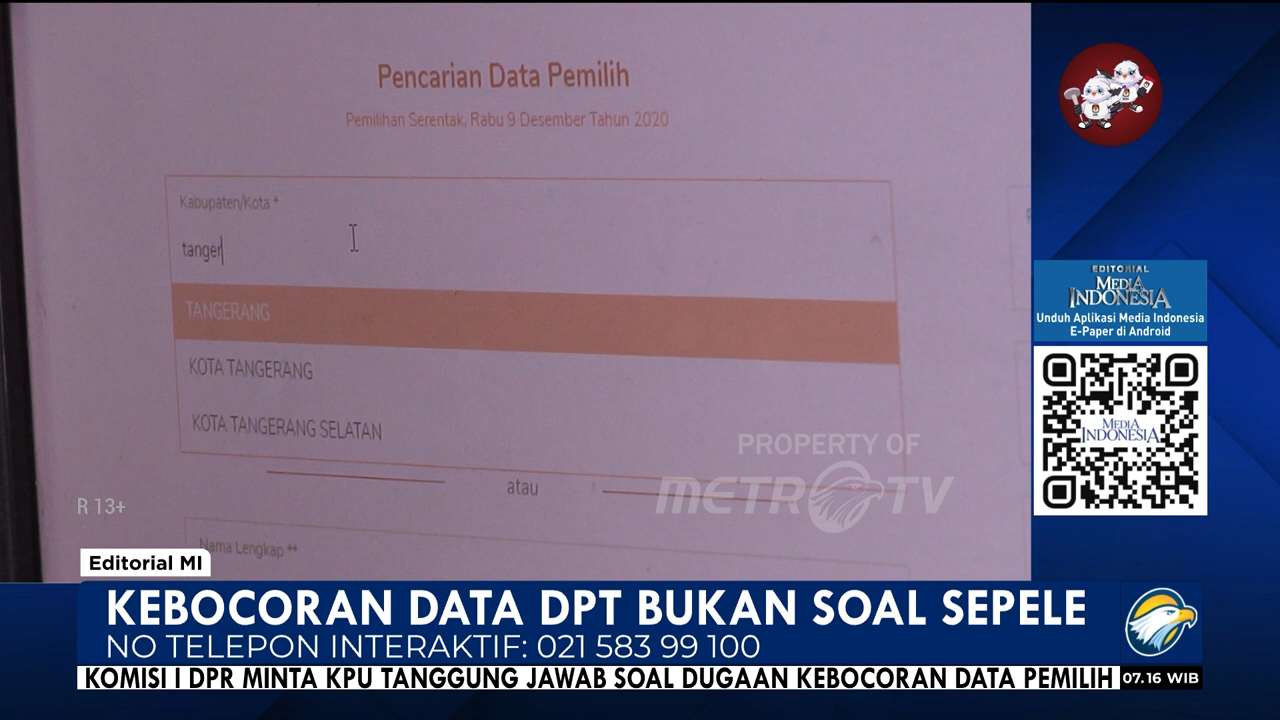 Pencarian Data Pemilih
Pemilihan Serentak, Rabu 9 Desember Tahun 2020
Kabupaten/Kota *
tanger
TANGERANG
KOTA TANGERANG
KOTA TANGERANG SELATAN
atau
Nama Lengkap **
PROPERTY OF
METRO TV
R 13+
EDITORIAL
MEDIA
INDONESIA
Unduh Aplikasi Media Indonesia
E-Paper di Android
MEDIA
INDONESIA
Editorial MI
KEBOCORAN DATA DPT BUKAN SOAL SEPELE
NO TELEPON INTERAKTIF: 021 583 99 100
KOMISI I DPR MINTA KPU TANGGUNG JAWAB SOAL DUGAAN KEBOCORAN DATA PEMILIH
07.16 WIB